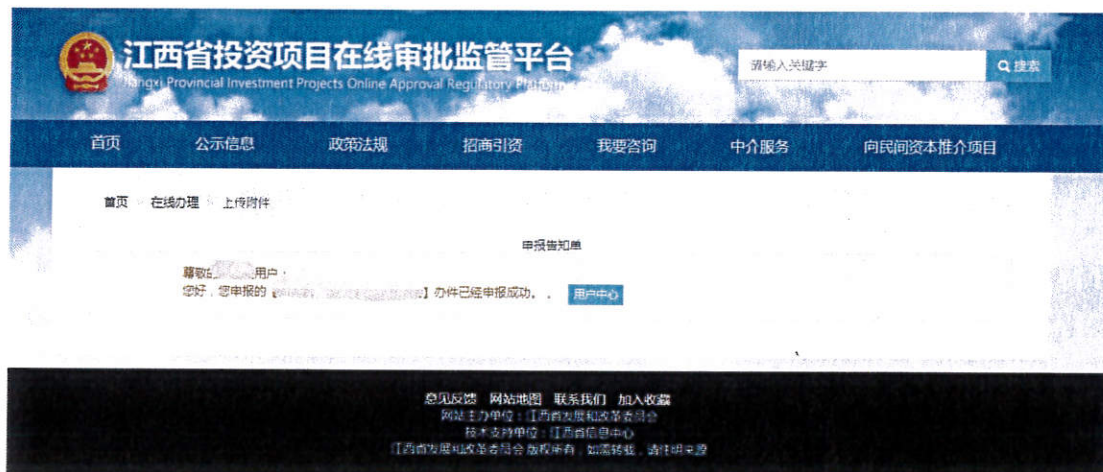 江西省投资项目在线审批监管平台
Jiangxi Provincial Investment Projects Online Approval Regulatory Platform
请输入关键字
搜索
首页 公示信息 政策法规 招商引资 我要咨询 中介服务 向民间资本推介项目
首页 在线办理 上传附件
申报告知单
尊敬的 用户：
您好，您申报的【 】办件已经申报成功。 。 用户中心
意见反馈 网站地图 联系我们 加入收藏
网站主办单位：江西省发展和改革委员会
技术支持单位：江西省信息中心
江西省发展和改革委员会 版权所有，如需转载，请注明来源